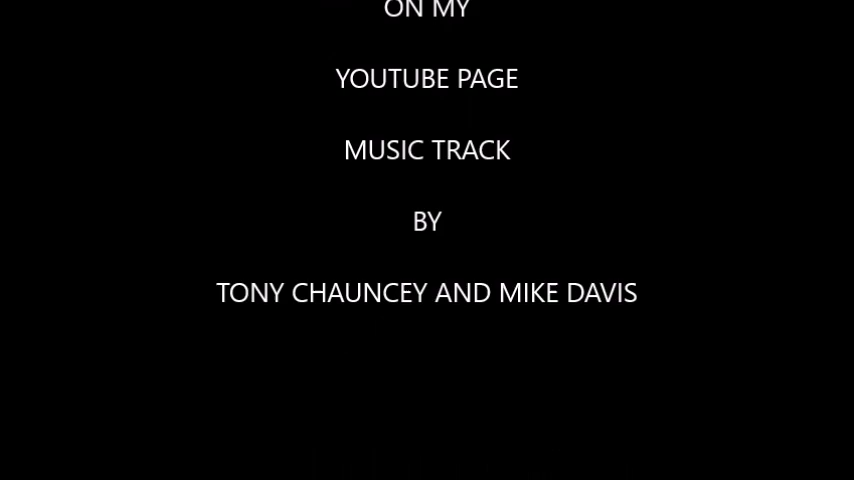 ON MY
YOUTUBE PAGE
MUSIC TRACK
BY
TONY CHAUNCEY AND MIKE DAVIS